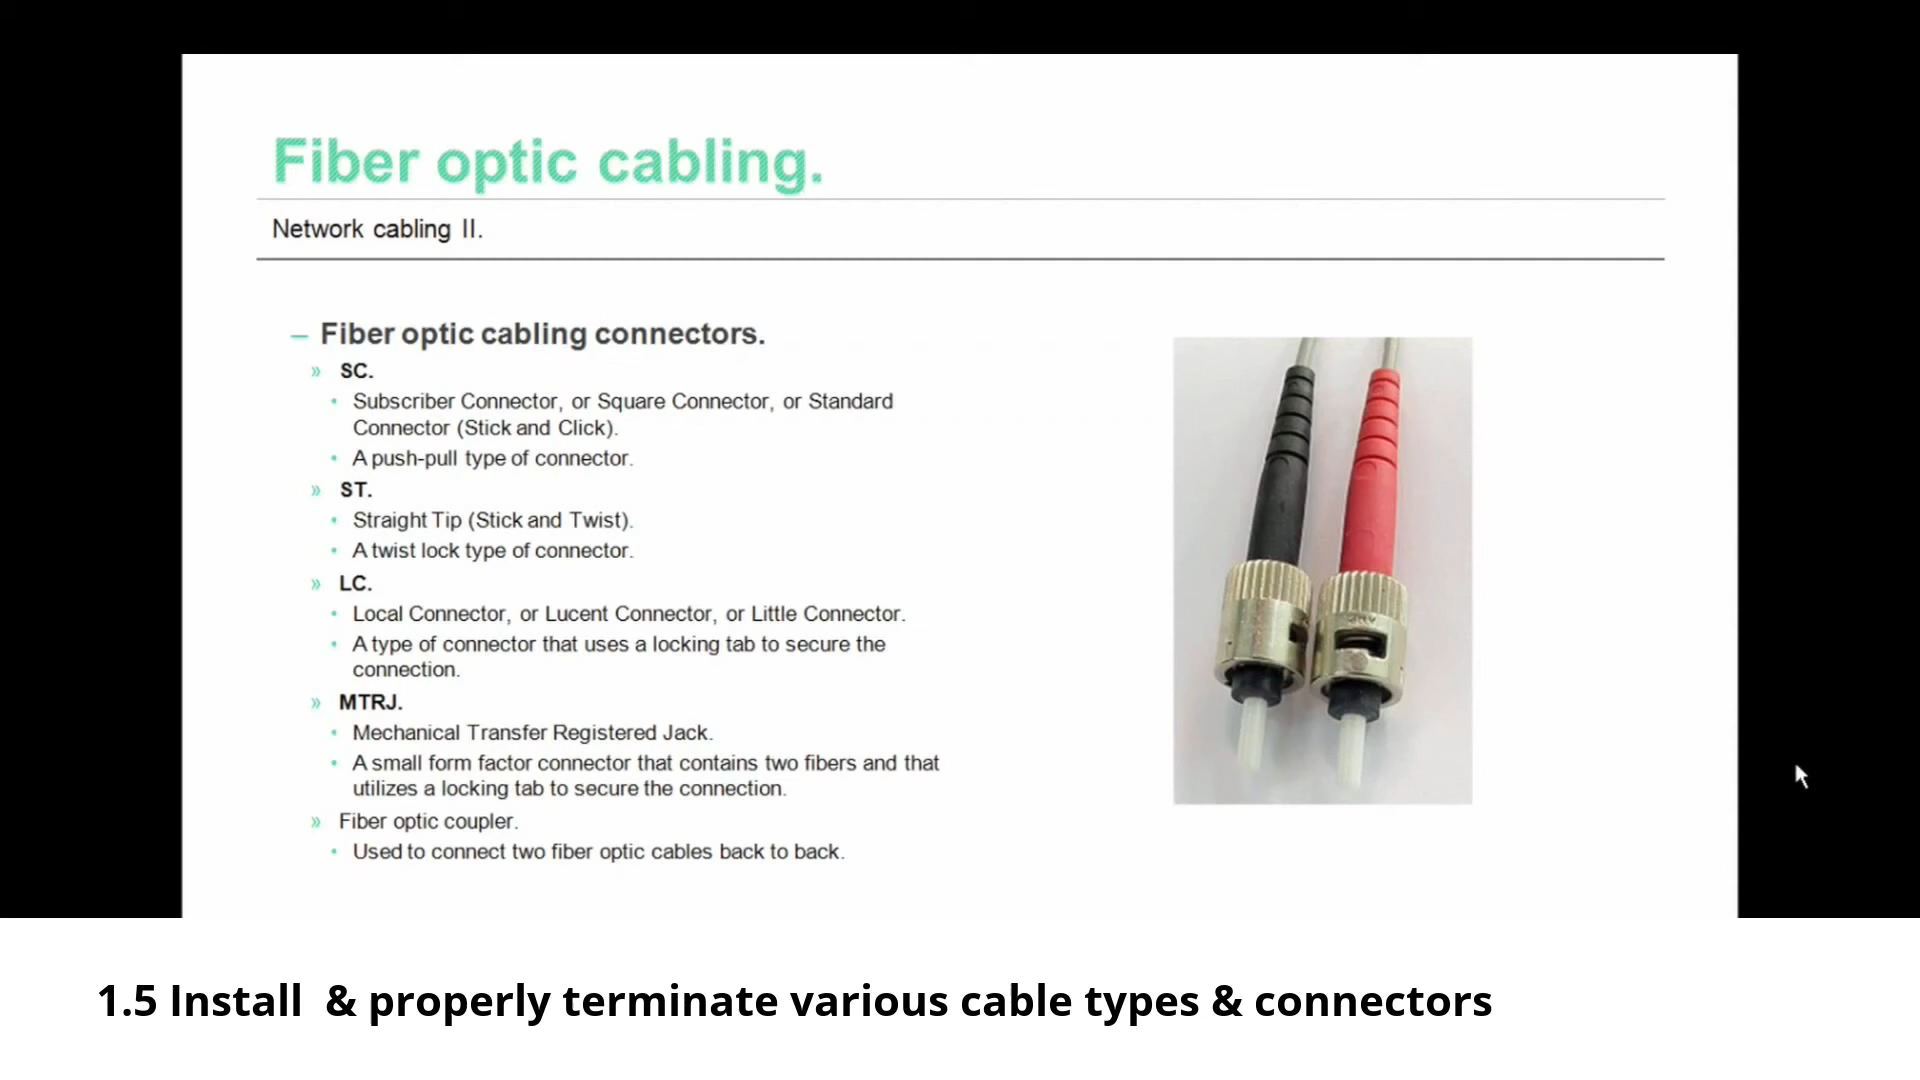 Fiber optic cabling.
Network cabling II.
– Fiber optic cabling connectors.
» SC.
• Subscriber Connector, or Square Connector, or Standard
Connector (Stick and Click).
• A push-pull type of connector.
» ST.
• Straight Tip (Stick and Twist).
• A twist lock type of connector.
» LC.
• Local Connector, or Lucent Connector, or Little Connector.
• A type of connector that uses a locking tab to secure the
connection.
» MTRJ.
• Mechanical Transfer Registered Jack.
• A small form factor connector that contains two fibers and that
utilizes a locking tab to secure the connection.
» Fiber optic coupler.
• Used to connect two fiber optic cables back to back.
1.5 Install & properly terminate various cable types & connectors